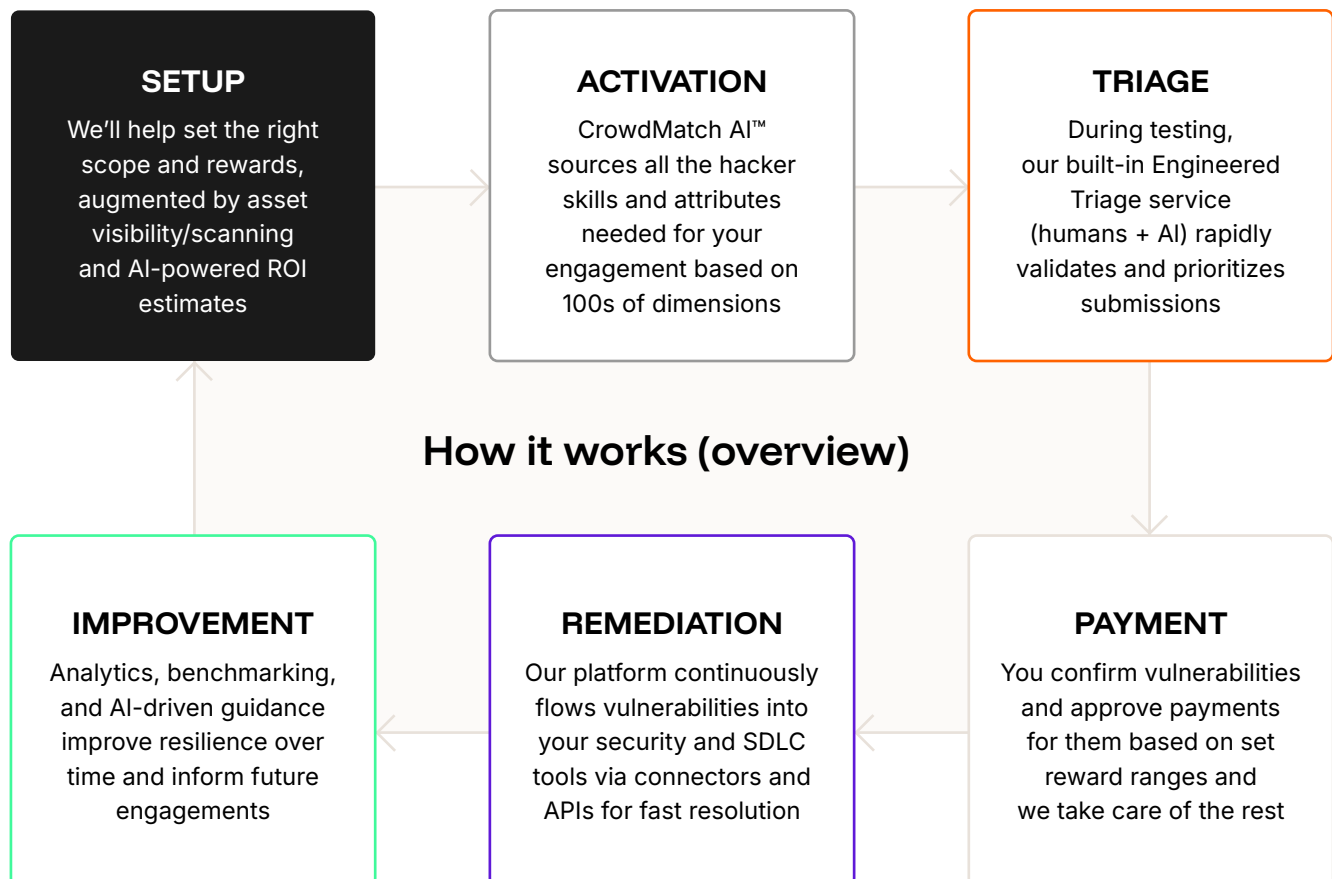 SETUP
We’ll help set the right
scope and rewards,
augmented by asset
visibility/scanning
and AI-powered ROI
estimates
ACTIVATION
CrowdMatch AI™
sources all the hacker
skills and attributes
needed for your
engagement based on
100s of dimensions
TRIAGE
During testing,
our built-in Engineered
Triage service
(humans + AI) rapidly
validates and prioritizes
submissions
How it works (overview)
IMPROVEMENT
Analytics, benchmarking,
and AI-driven guidance
improve resilience over
time and inform future
engagements
REMEDIATION
Our platform continuously
flows vulnerabilities into
your security and SDLC
tools via connectors and
APIs for fast resolution
PAYMENT
You confirm vulnerabilities
and approve payments
for them based on set
reward ranges and
we take care of the rest